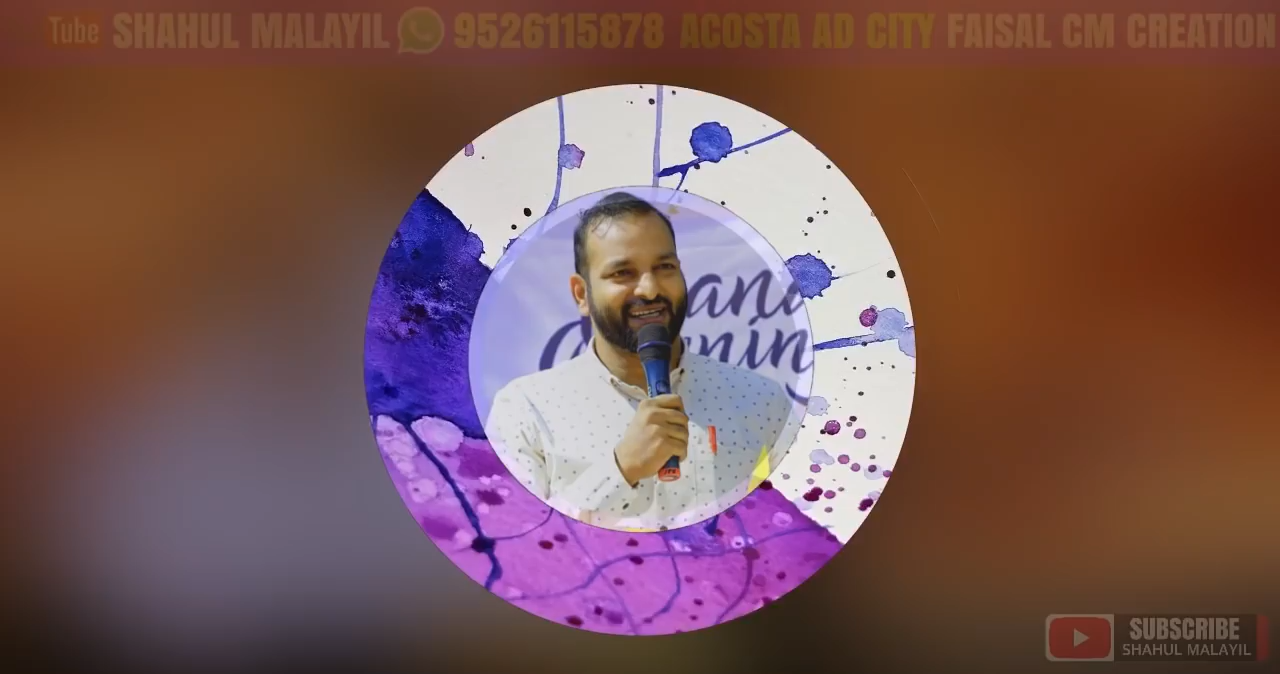 Tube SHAHUL MALAYIL 9526115878 ACOSTA AD CITY FAISAL CM CREATION
SUBSCRIBE
SHAHUL MALAYIL